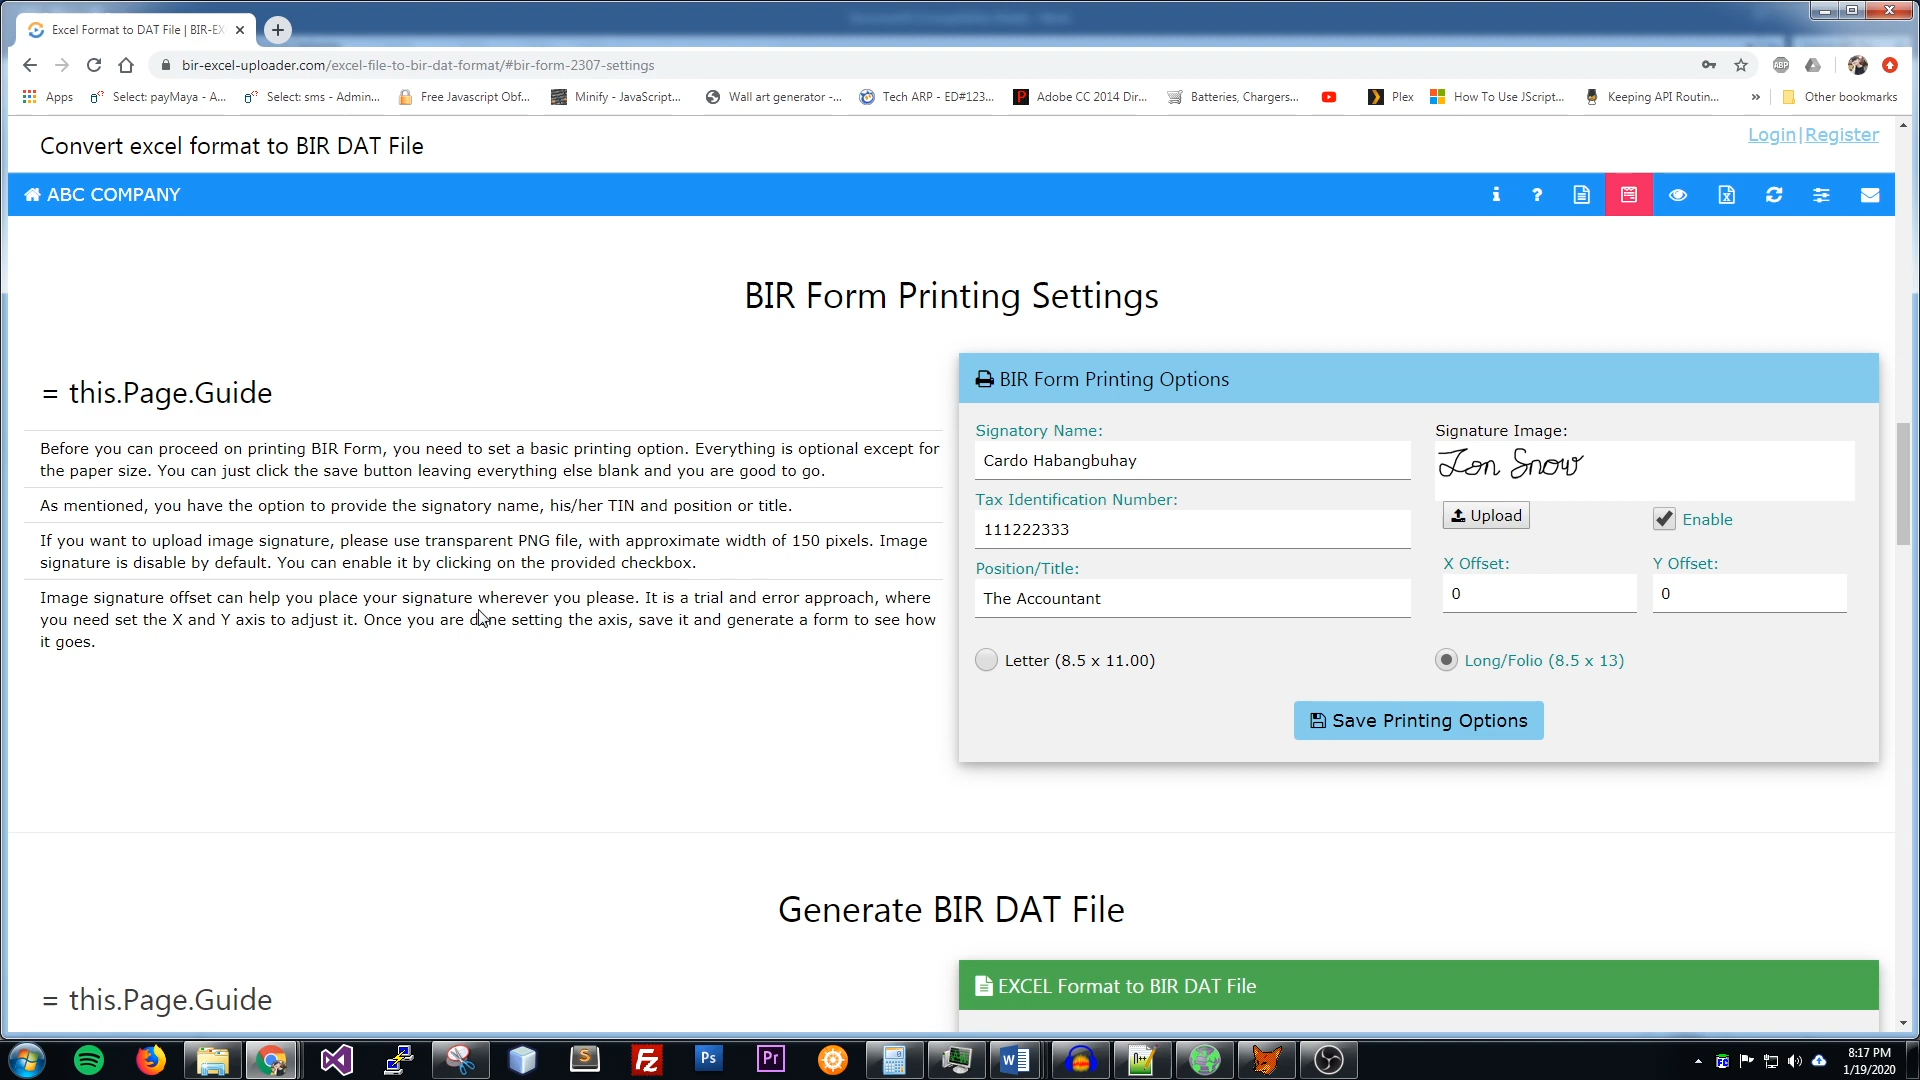 Excel Format to DAT File | BIR-EX
bir-excel-uploader.com/excel-file-to-bir-dat-format/#bir-form-2307-settings
ABP
Apps
Select: payMaya - A...
Select: sms - Admin...
Free Javascript Obf...
Minify - JavaScript...
Wall art generator -...
Tech ARP - ED#123...
Adobe CC 2014 Dir...
Batteries, Chargers...
Plex
How To Use JScript...
Keeping API Routin...
»
Other bookmarks
Convert excel format to BIR DAT File
Login|Register
ABC COMPANY
BIR Form Printing Settings
= this.Page.Guide
Before you can proceed on printing BIR Form, you need to set a basic printing option. Everything is optional except for
the paper size. You can just click the save button leaving everything else blank and you are good to go.
As mentioned, you have the option to provide the signatory name, his/her TIN and position or title.
If you want to upload image signature, please use transparent PNG file, with approximate width of 150 pixels. Image
signature is disable by default. You can enable it by clicking on the provided checkbox.
Image signature offset can help you place your signature wherever you please. It is a trial and error approach, where
you need set the X and Y axis to adjust it. Once you are done setting the axis, save it and generate a form to see how
it goes.
BIR Form Printing Options
Signatory Name:
Cardo Habangbuhay
Tax Identification Number:
111222333
Position/Title:
The Accountant
Signature Image:
Jon Snow
Upload
Enable
X Offset:
Y Offset:
0
0
Letter (8.5 x 11.00)
Long/Folio (8.5 x 13)
Save Printing Options
Generate BIR DAT File
= this.Page.Guide
EXCEL Format to BIR DAT File
8:17 PM
1/19/2020